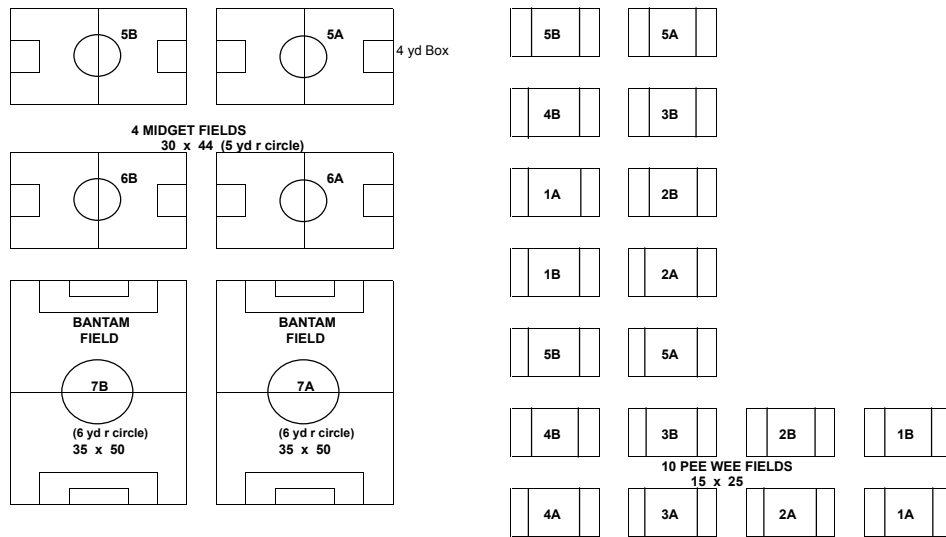 5B
5A
4 yd Box
4 MIDGET FIELDS
30 x 44 (5 yd r circle)
6B
6A
BANTAM
FIELD
7B
(6 yd r circle)
35 x 50
BANTAM
FIELD
7A
(6 yd r circle)
35 x 50
5B
5A
4B
3B
1A
2B
1B
2A
5B
5A
4B
3B
2B
1B
10 PEE WEE FIELDS
15 x 25
4A
3A
2A
1A